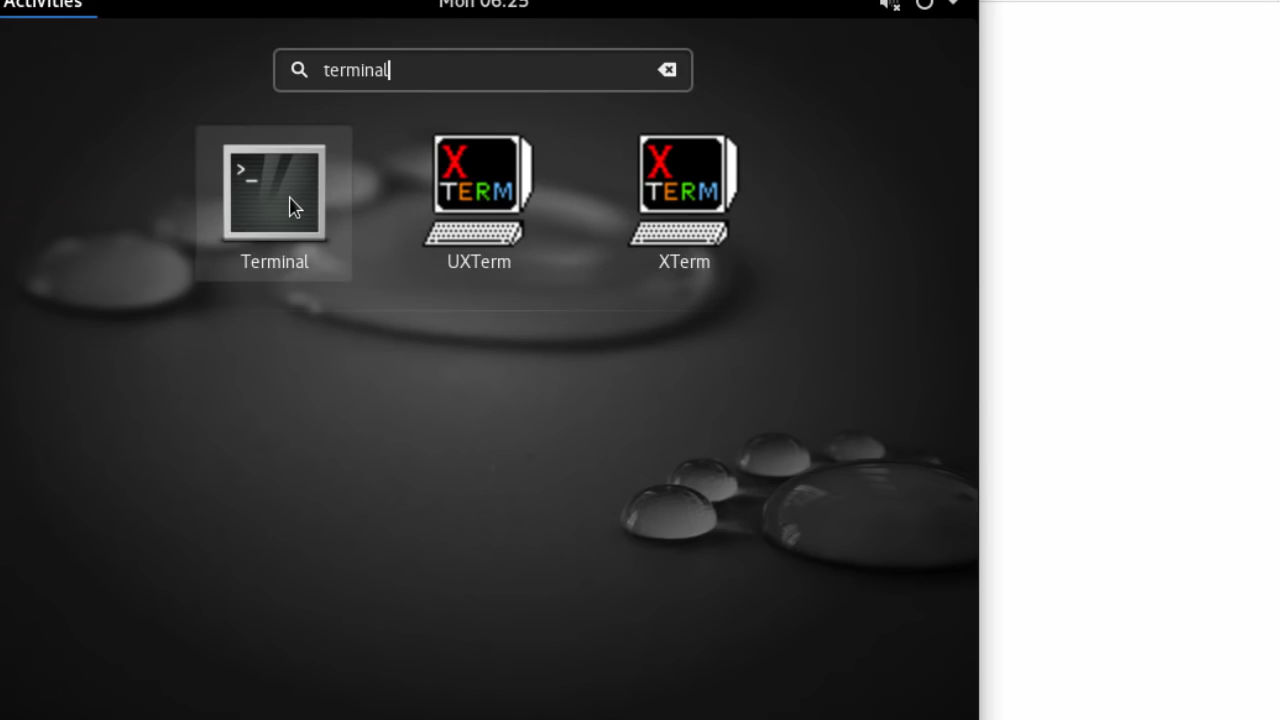 Activities
Mon 06:25
terminal
>_
X
TERM
X
TERM
Terminal
UXTerm
XTerm